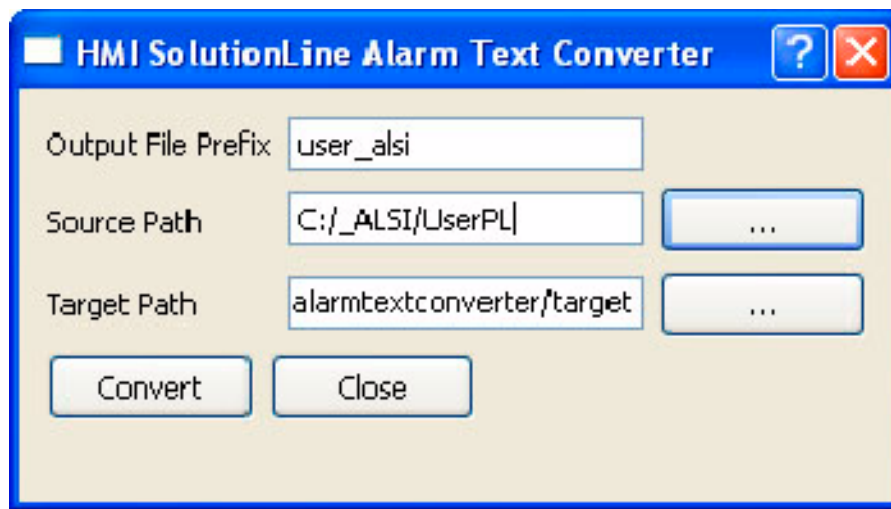 HMI SolutionLine Alarm Text Converter ?
Output File Prefix user_alsi
Source Path C:/_ALSI/UserPL ...
Target Path alarmtextconverter/target ...
Convert Close